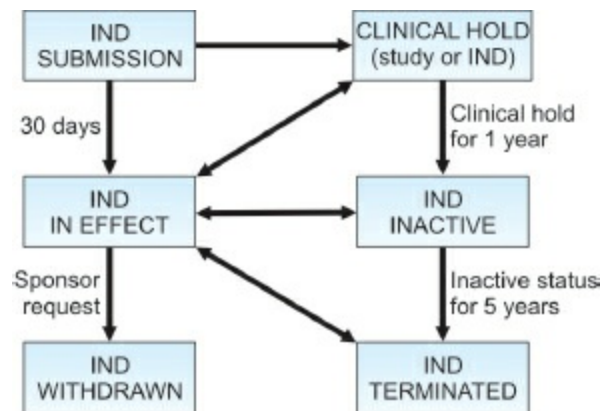 IND
SUBMISSION
CLINICAL HOLD
(study or IND)
30 days
Clinical hold
for 1 year
IND
IN EFFECT
IND
INACTIVE
Sponsor
request
Inactive status
for 5 years
IND
WITHDRAWN
IND
TERMINATED